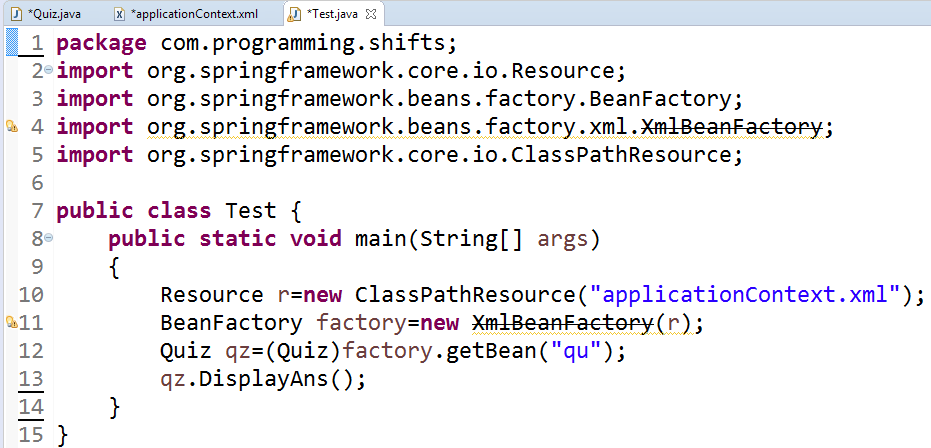 *Quiz.java *applicationContext.xml *Test.java
1 package com.programming.shifts;
2 import org.springframework.core.io.Resource;
3 import org.springframework.beans.factory.BeanFactory;
4 import org.springframework.beans.factory.xml.XmlBeanFactory;
5 import org.springframework.core.io.ClassPathResource;
6
7 public class Test {
8 public static void main(String[] args)
9 {
10 Resource r=new ClassPathResource("applicationContext.xml");
11 BeanFactory factory=new XmlBeanFactory(r);
12 Quiz qz=(Quiz)factory.getBean("qu");
13 qz.DisplayAns();
14 }
15 }